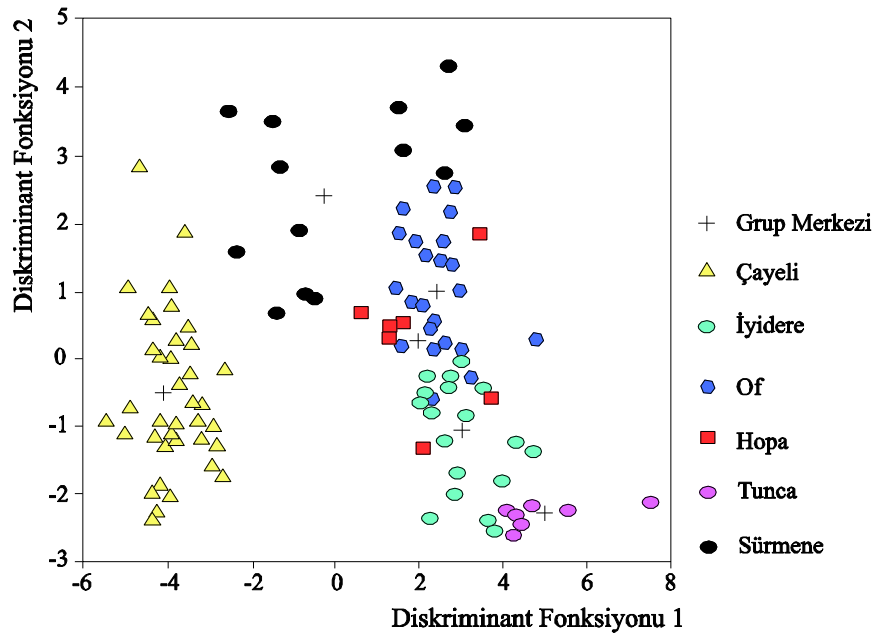 5
4
3
2
1
0
-1
-2
-3
-6
-4
-2
0
2
4
6
8
Diskriminant Fonksiyonu 2
Diskriminant Fonksiyonu 1
Grup Merkezi
Çayeli
İyidere
Of
Hopa
Tunca
Sürmene